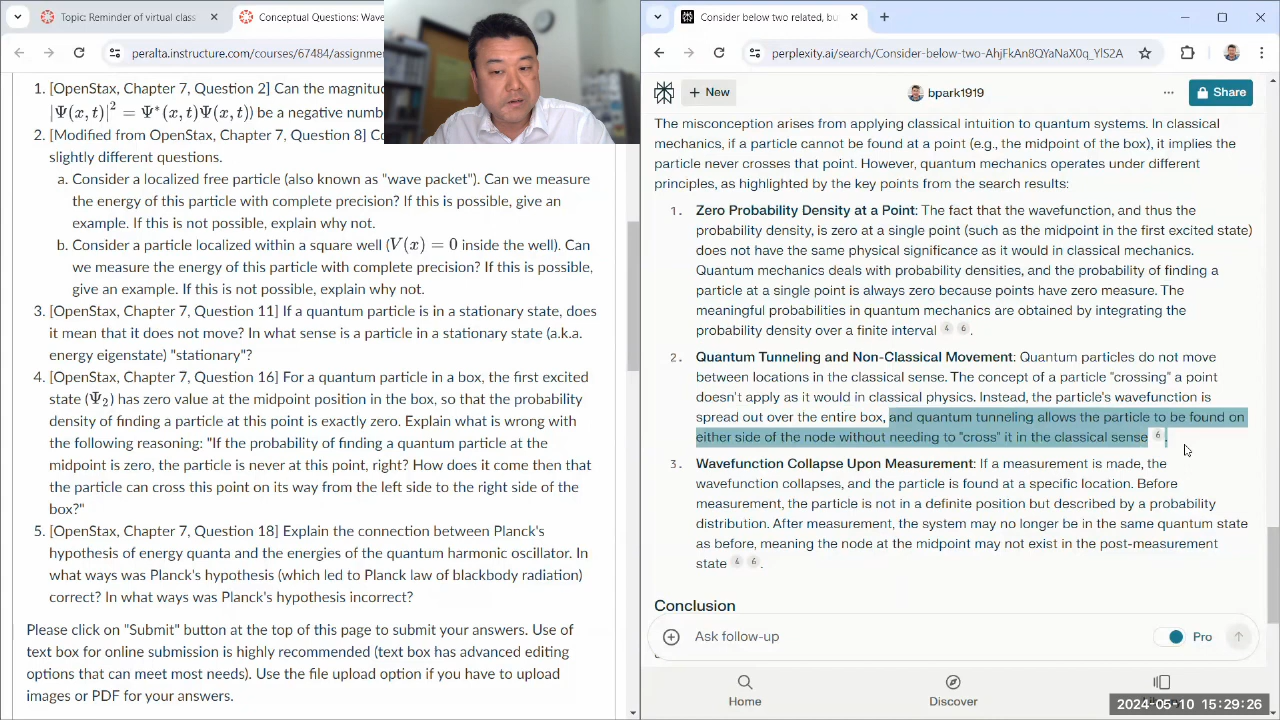 Topic: Reminder of virtual class
Conceptual Questions: Wave
peralta.instructure.com/courses/67484/assignme
1. [OpenStax, Chapter 7, Question 2] Can the magnitud
|Ψ(x,t)|² = Ψ*(x,t)Ψ(x,t)) be a negative numb
2. [Modified from OpenStax, Chapter 7, Question 8] Co
slightly different questions.
a. Consider a localized free particle (also known as "wave packet"). Can we measure
the energy of this particle with complete precision? If this is possible, give an
example. If this is not possible, explain why not.
b. Consider a particle localized within a square well (V(x) = 0 inside the well). Can
we measure the energy of this particle with complete precision? If this is possible,
give an example. If this is not possible, explain why not.
3. [OpenStax, Chapter 7, Question 11] If a quantum particle is in a stationary state, does
it mean that it does not move? In what sense is a particle in a stationary state (a.k.a.
energy eigenstate) "stationary"?
4. [OpenStax, Chapter 7, Question 16] For a quantum particle in a box, the first excited
state (Ψ₂) has zero value at the midpoint position in the box, so that the probability
density of finding a particle at this point is exactly zero. Explain what is wrong with
the following reasoning: "If the probability of finding a quantum particle at the
midpoint is zero, the particle is never at this point, right? How does it come then that
the particle can cross this point on its way from the left side to the right side of the
box?"
5. [OpenStax, Chapter 7, Question 18] Explain the connection between Planck's
hypothesis of energy quanta and the energies of the quantum harmonic oscillator. In
what ways was Planck's hypothesis (which led to Planck law of blackbody radiation)
correct? In what ways was Planck's hypothesis incorrect?
Please click on "Submit" button at the top of this page to submit your answers. Use of
text box for online submission is highly recommended (text box has advanced editing
options that can meet most needs). Use the file upload option if you have to upload
images or PDF for your answers.
Consider below two related, bu
perplexity.ai/search/Consider-below-two-AhjFkAn8QYaNaX0J_YlS2A
New
bpark1919
Share
The misconception arises from applying classical intuition to quantum systems. In classical
mechanics, if a particle cannot be found at a point (e.g., the midpoint of the box), it implies the
particle never crosses that point. However, quantum mechanics operates under different
principles, as highlighted by the key points from the search results:
1. Zero Probability Density at a Point: The fact that the wavefunction, and thus the
probability density, is zero at a single point (such as the midpoint in the first excited state)
does not have the same physical significance as it would in classical mechanics.
Quantum mechanics deals with probability densities, and the probability of finding a
particle at a single point is always zero because points have zero measure. The
meaningful probabilities in quantum mechanics are obtained by integrating the
probability density over a finite interval 4 6 .
2. Quantum Tunneling and Non-Classical Movement: Quantum particles do not move
between locations in the classical sense. The concept of a particle "crossing" a point
doesn't apply as it would in classical physics. Instead, the particle's wavefunction is
spread out over the entire box, and quantum tunneling allows the particle to be found on
either side of the node without needing to "cross" it in the classical sense 6 .
3. Wavefunction Collapse Upon Measurement: If a measurement is made, the
wavefunction collapses, and the particle is found at a specific location. Before
measurement, the particle is not in a definite position but described by a probability
distribution. After measurement, the system may no longer be in the same quantum state
as before, meaning the node at the midpoint may not exist in the post-measurement
state 4 6 .
Conclusion
Ask follow-up
Pro
Home
Discover
2024-05-10 15:29:26